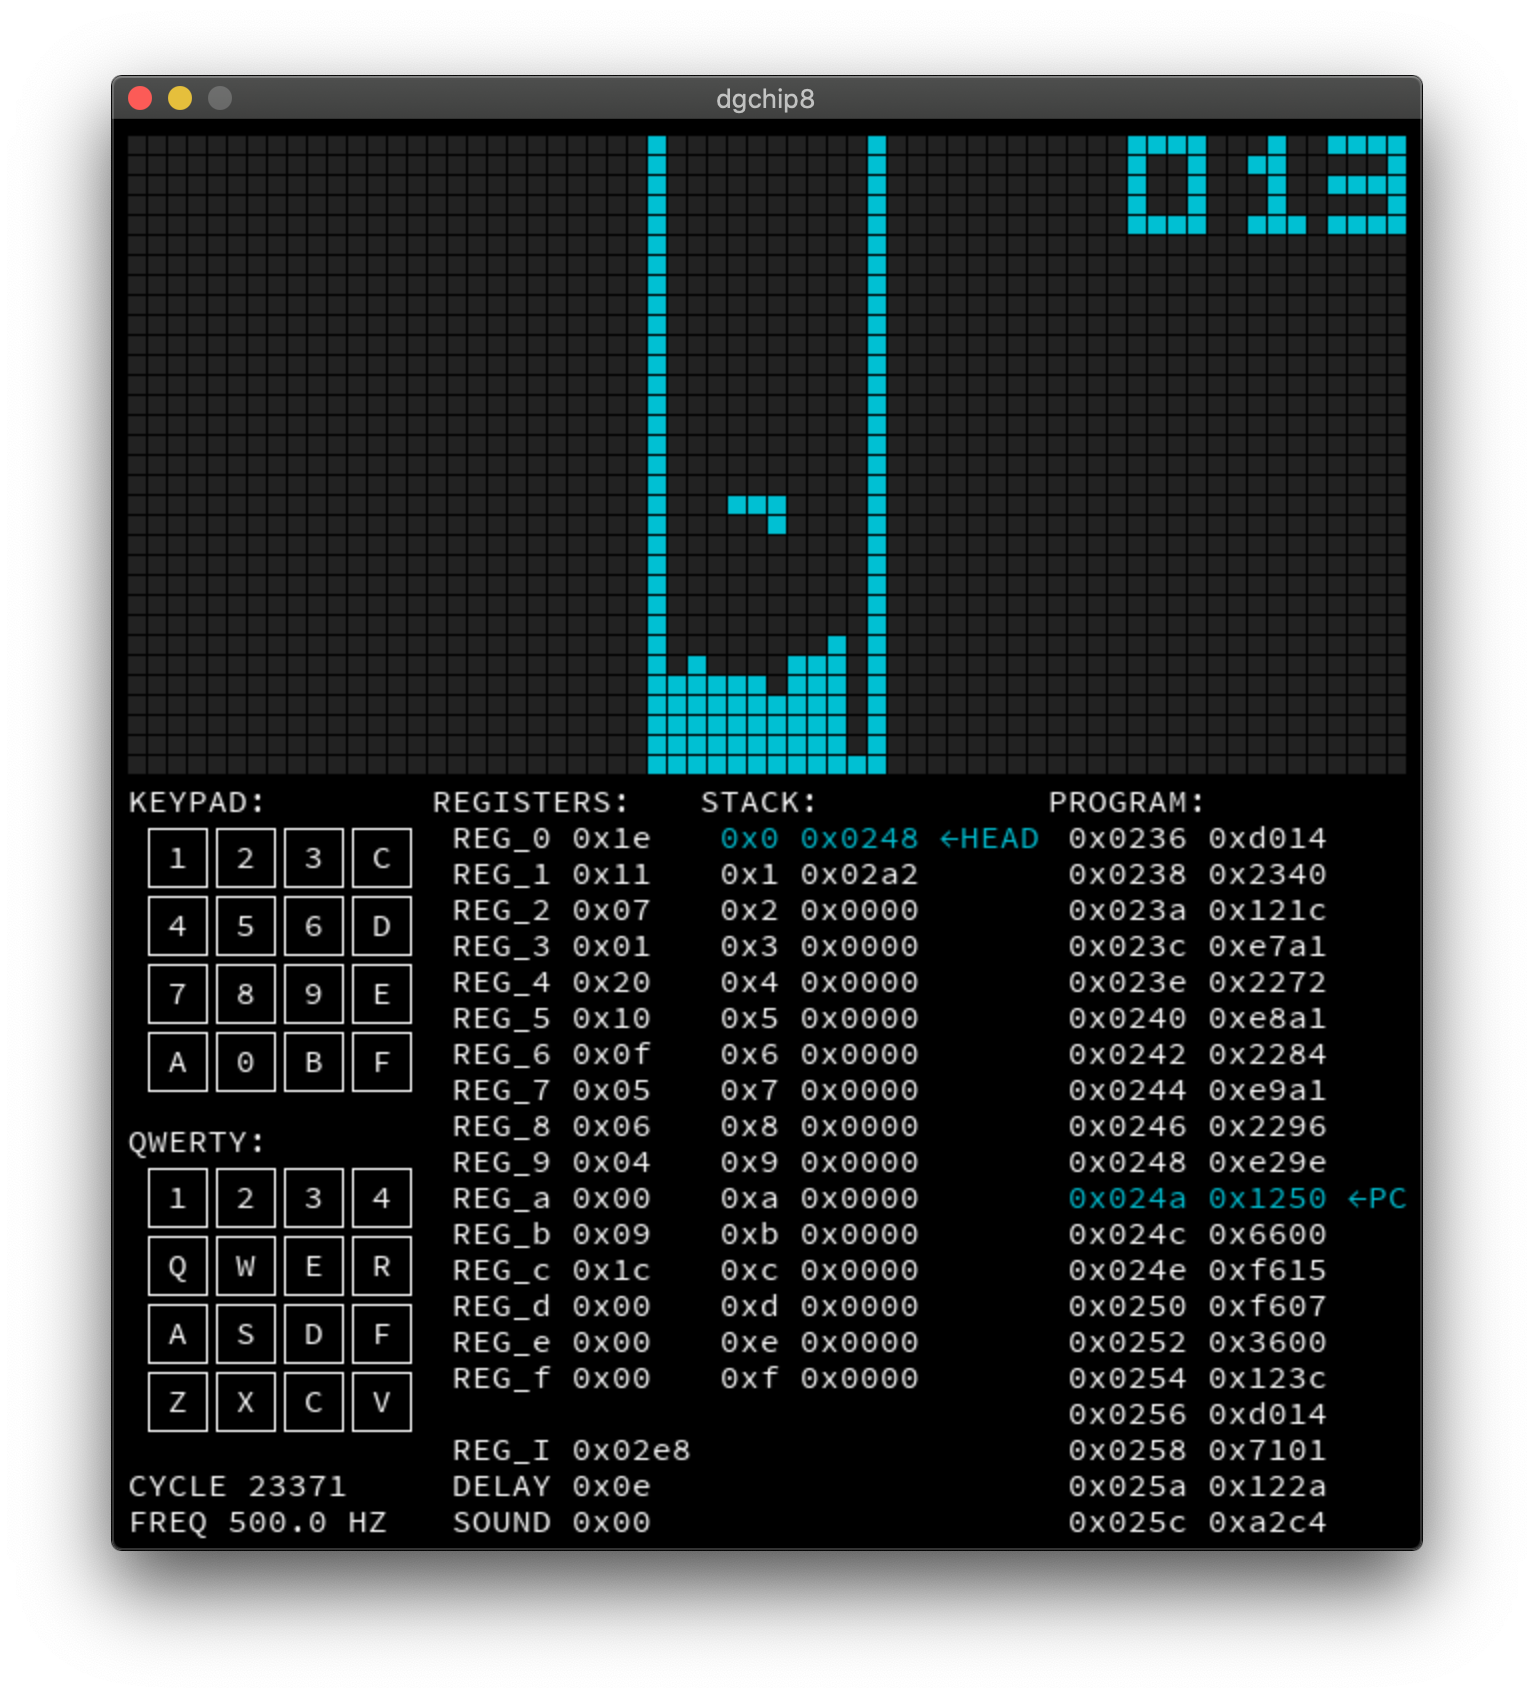 dgchip8
013
KEYPAD: REGISTERS: STACK: PROGRAM:
1 2 3 C REG_0 0x1e 0x0 0x0248 ←HEAD 0x0236 0xd014
REG_1 0x11 0x1 0x02a2 0x0238 0x2340
4 5 6 D REG_2 0x07 0x2 0x0000 0x023a 0x121c
REG_3 0x01 0x3 0x0000 0x023c 0xe7a1
7 8 9 E REG_4 0x20 0x4 0x0000 0x023e 0x2272
REG_5 0x10 0x5 0x0000 0x0240 0xe8a1
A 0 B F REG_6 0x0f 0x6 0x0000 0x0242 0x2284
REG_7 0x05 0x7 0x0000 0x0244 0xe9a1
QWERTY: REG_8 0x06 0x8 0x0000 0x0246 0x2296
REG_9 0x04 0x9 0x0000 0x0248 0xe29e
1 2 3 4 REG_a 0x00 0xa 0x0000 0x024a 0x1250 ←PC
REG_b 0x09 0xb 0x0000 0x024c 0x6600
Q W E R REG_c 0x1c 0xc 0x0000 0x024e 0xf615
REG_d 0x00 0xd 0x0000 0x0250 0xf607
A S D F REG_e 0x00 0xe 0x0000 0x0252 0x3600
REG_f 0x00 0xf 0x0000 0x0254 0x123c
Z X C V 0x0256 0xd014
REG_I 0x02e8 0x0258 0x7101
CYCLE 23371 DELAY 0x0e 0x025a 0x122a
FREQ 500.0 HZ SOUND 0x00 0x025c 0xa2c4